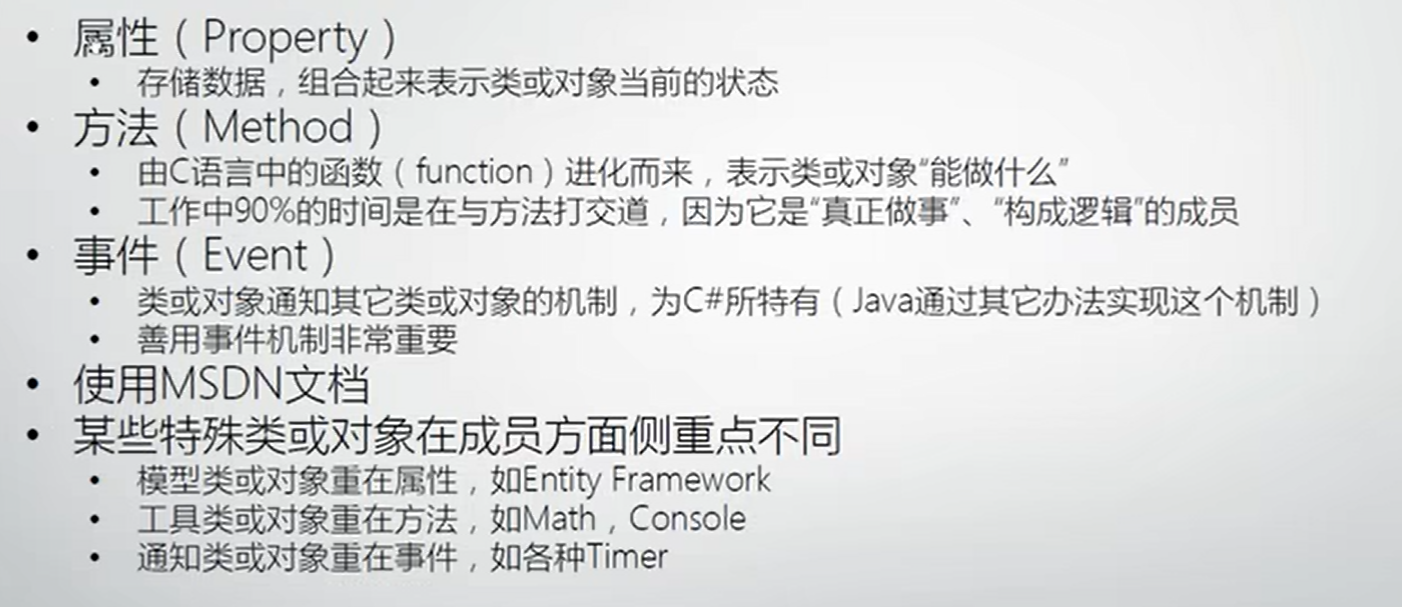 • 属性（Property）
• 存储数据，组合起来表示类或对象当前的状态
• 方法（Method）
• 由C语言中的函数（function）进化而来，表示类或对象“能做什么”
• 工作中90%的时间是在与方法打交道，因为它是“真正做事”、“构成逻辑”的成员
• 事件（Event）
• 类或对象通知其它类或对象的机制，为C#所特有（Java通过其它办法实现这个机制）
• 善用事件机制非常重要
• 使用MSDN文档
• 某些特殊类或对象在成员方面侧重点不同
• 模型类或对象重在属性，如Entity Framework
• 工具类或对象重在方法，如Math，Console
• 通知类或对象重在事件，如各种Timer